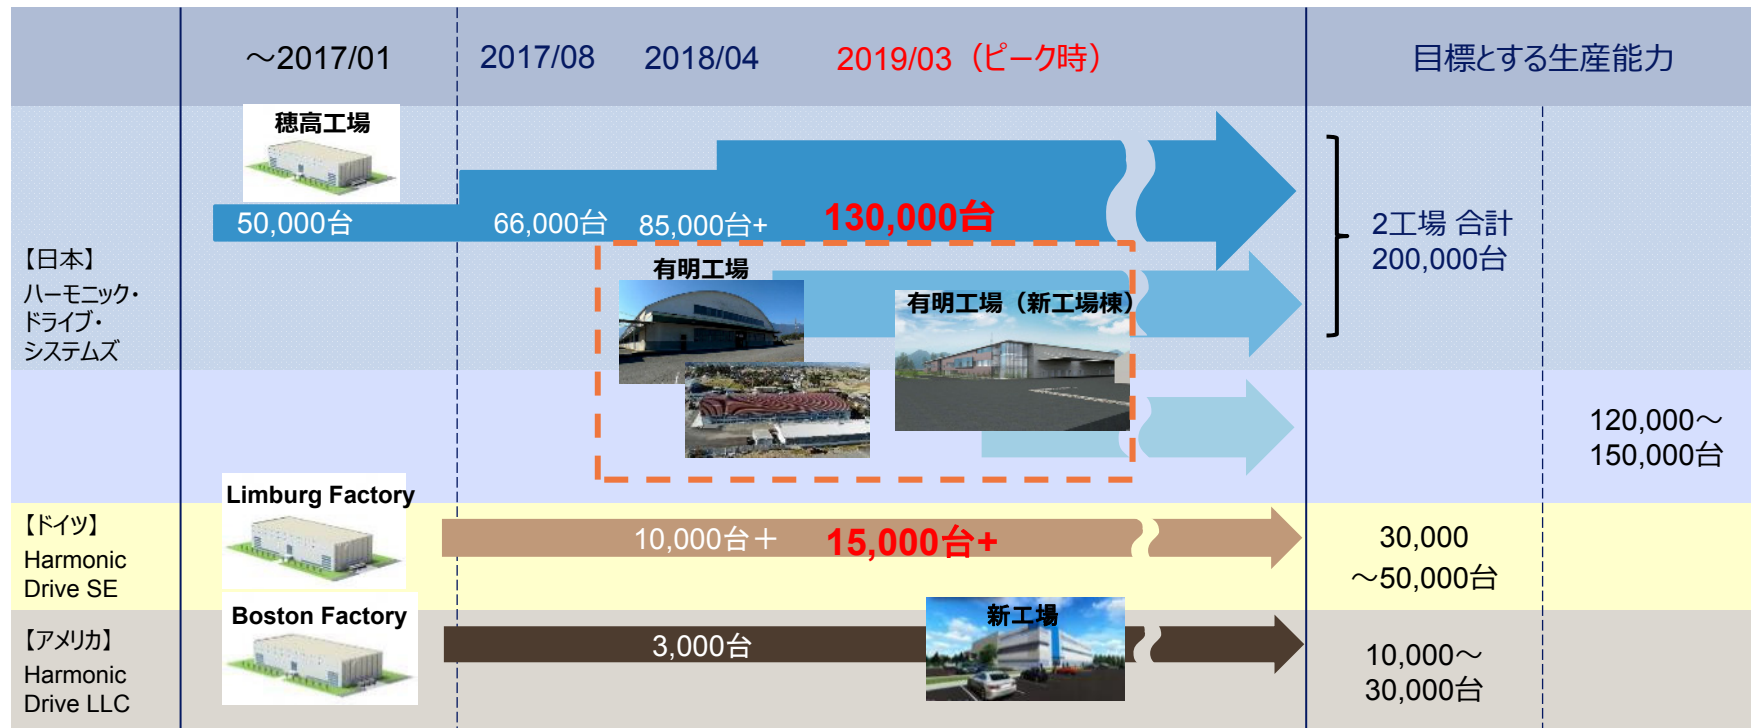 ～2017/01
2017/08
2018/04
2019/03（ピーク時）
目標とする生産能力
穂高工場
50,000台
66,000台
85,000台+
130,000台
【日本】
ハーモニック・
ドライブ・
システムズ
有明工場
有明工場（新工場棟）
2工場 合計
200,000台
120,000～
150,000台
【ドイツ】
Harmonic
Drive SE
Limburg Factory
10,000台＋
15,000台+
30,000
～50,000台
【アメリカ】
Harmonic
Drive LLC
Boston Factory
3,000台
新工場
10,000～
30,000台